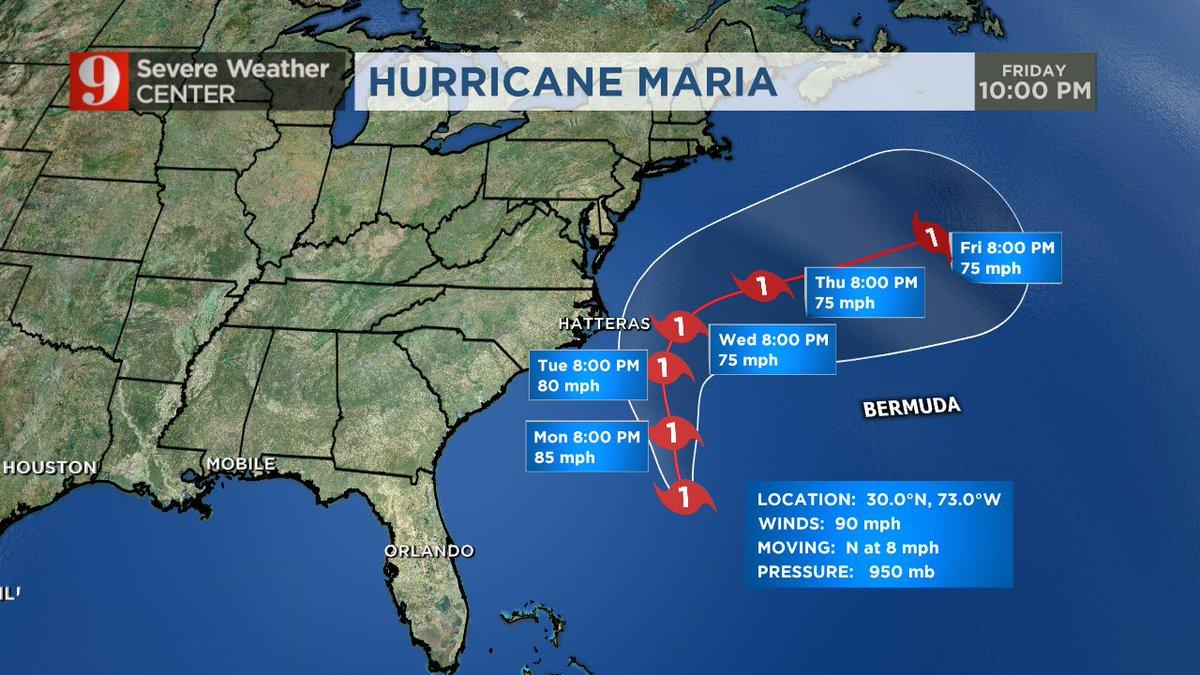 9
Severe Weather
CENTER
HURRICANE MARIA
FRIDAY
10:00 PM
1
Fri 8:00 PM
75 mph
1
Thu 8:00 PM
75 mph
HATTERAS
1
Wed 8:00 PM
75 mph
Tue 8:00 PM
80 mph
1
BERMUDA
Mon 8:00 PM
85 mph
1
HOUSTON
MOBILE
1
LOCATION: 30.0°N, 73.0°W
WINDS: 90 mph
MOVING: N at 8 mph
PRESSURE: 950 mb
ORLANDO